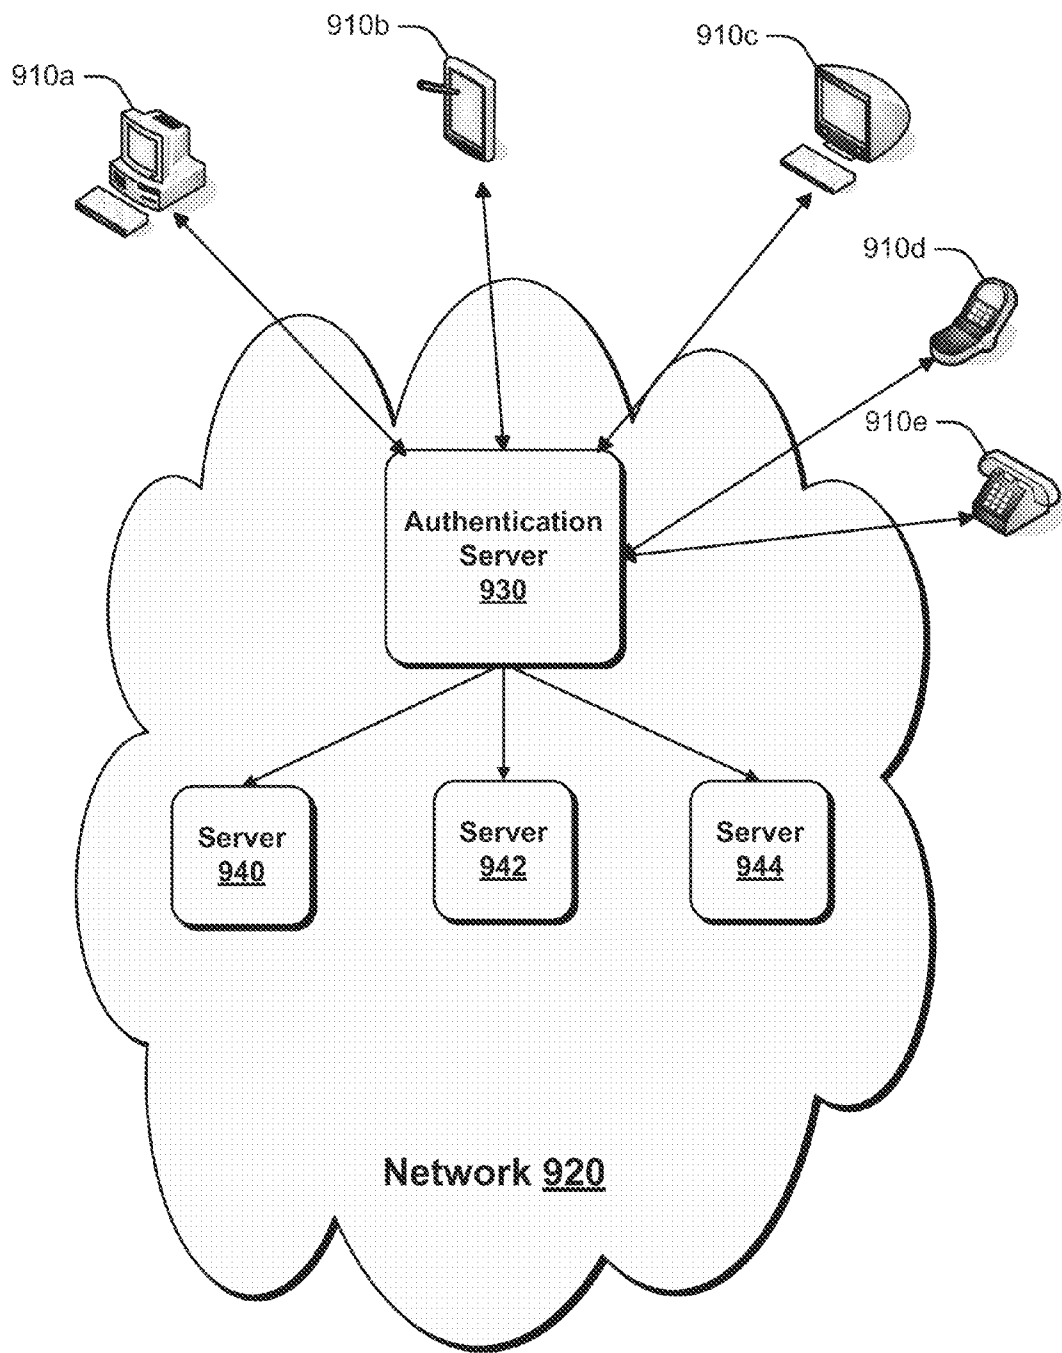 910b
910c
910a
910d
910e
Authentication
Server
930
Server
940
Server
942
Server
944
Network 920